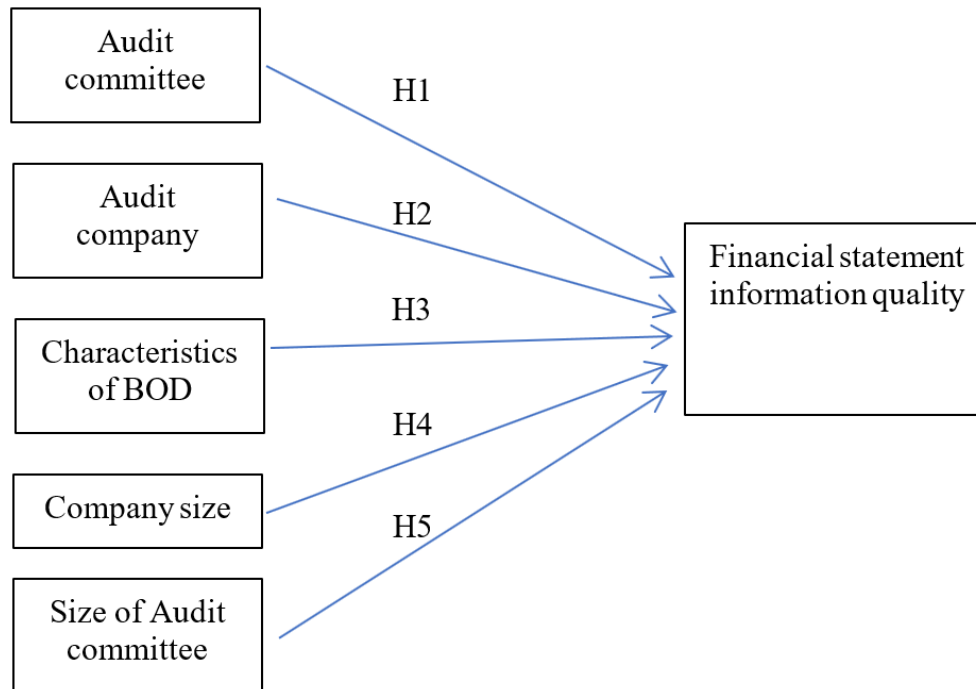 Audit
committee
H1
Audit
company
H2
Financial statement
information quality
H3
Characteristics
of BOD
H4
Company size
H5
Size of Audit
committee